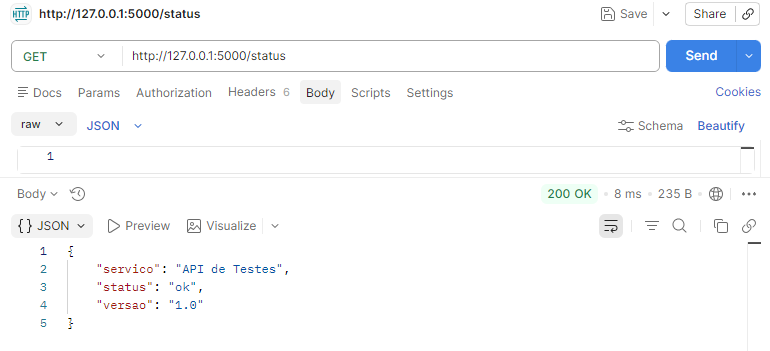 HTTP http://127.0.0.1:5000/status Save Share
GET http://127.0.0.1:5000/status Send
Docs Params Authorization Headers 6 Body Scripts Settings Cookies
raw JSON Schema Beautify
1
Body 200 OK • 8 ms • 235 B
{} JSON Preview Visualize
1 {
2 "servico": "API de Testes",
3 "status": "ok",
4 "versao": "1.0"
5 }